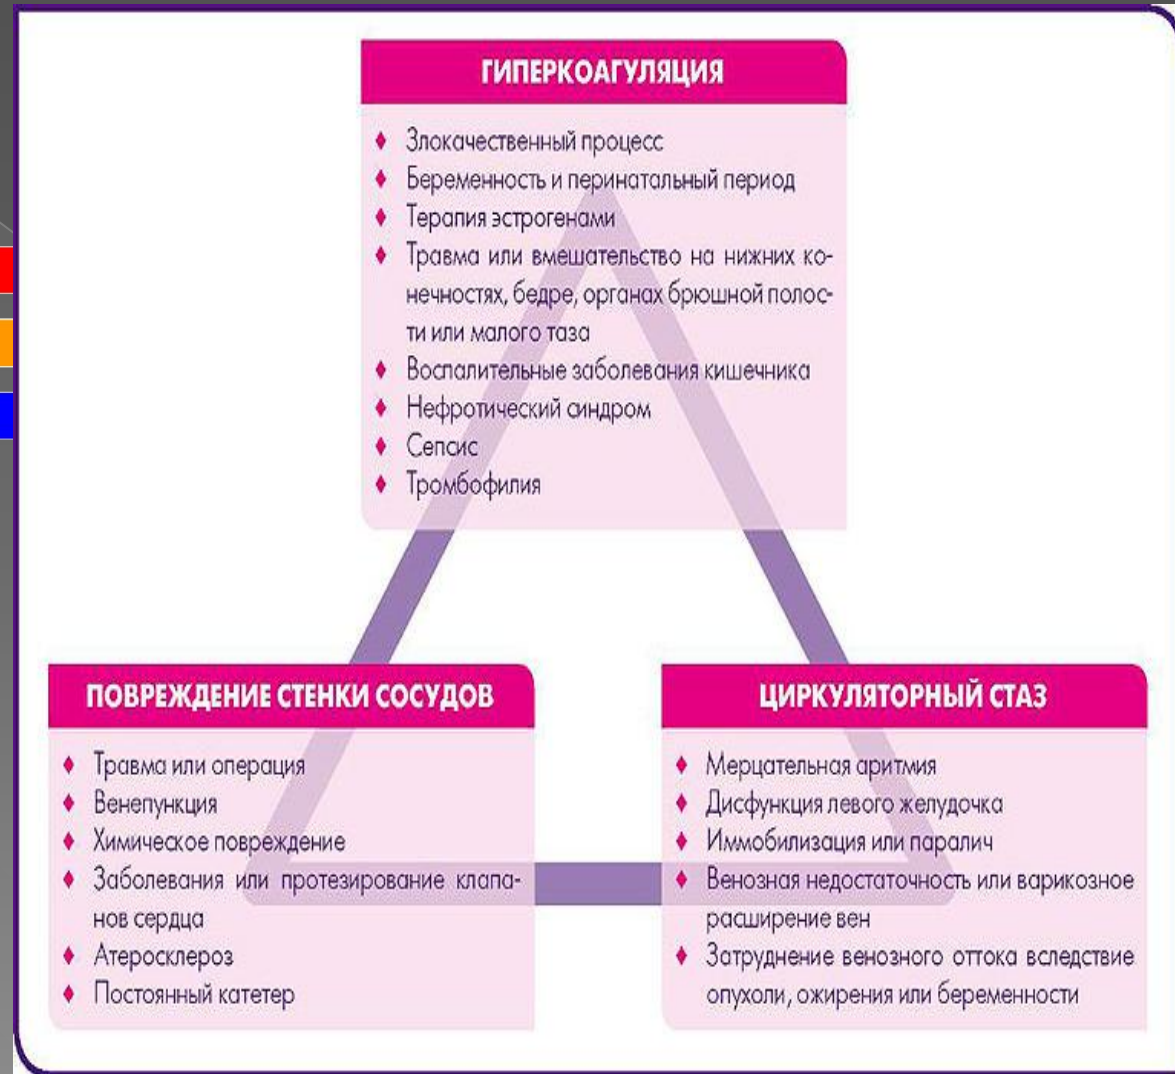 ГИПЕРКОАГУЛЯЦИЯ
♦ Злокачественный процесс
♦ Беременность и перинатальный период
♦ Терапия эстрогенами
♦ Травма или вмешательство на нижних ко-
нечностях, бедре, органах брюшной полос-
ти или малого таза
♦ Воспалительные заболевания кишечника
♦ Нефротический синдром
♦ Сепсис
♦ Тромбофилия
ПОВРЕЖДЕНИЕ СТЕНКИ СОСУДОВ
♦ Травма или операция
♦ Венепункция
♦ Химическое повреждение
♦ Заболевания или протезирование клапа-
нов сердца
♦ Атеросклероз
♦ Постоянный катетер
ЦИРКУЛЯТОРНЫЙ СТАЗ
♦ Мерцательная аритмия
♦ Дисфункция левого желудочка
♦ Иммобилизация или паралич
♦ Венозная недостаточность или варикозное
расширение вен
♦ Затруднение венозного оттока вследствие
опухоли, ожирения или беременности